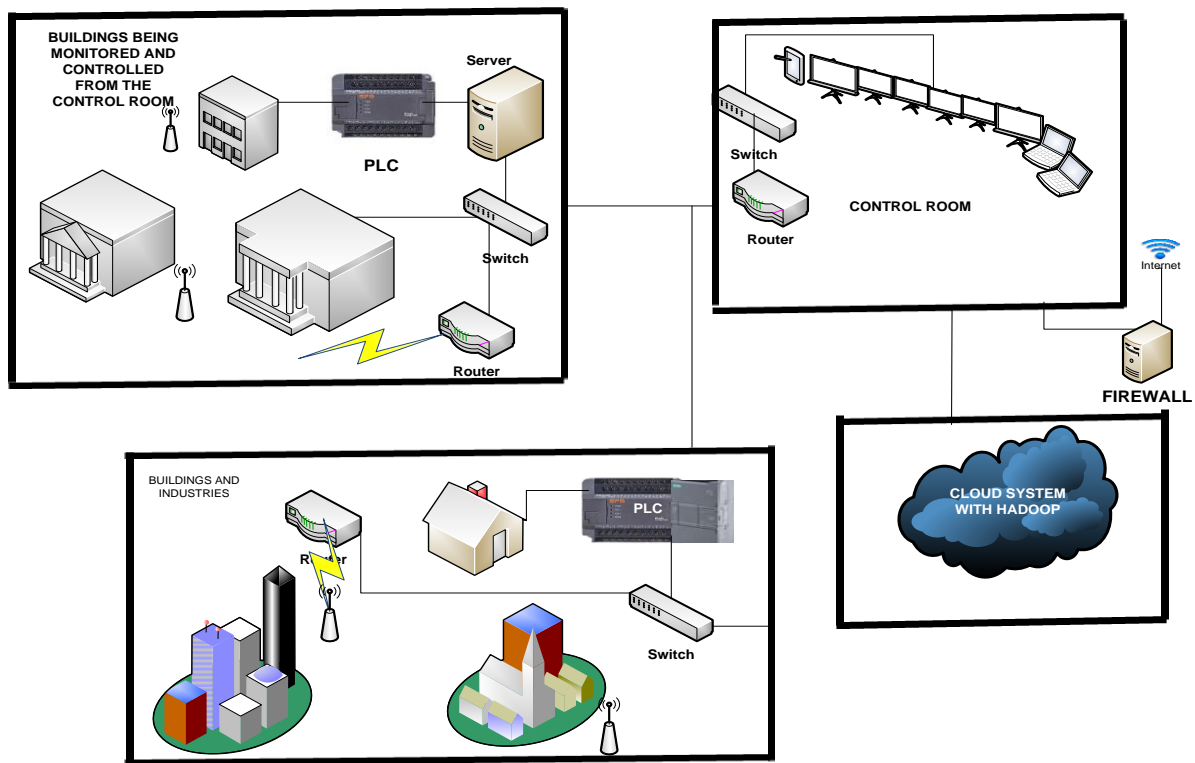 BUILDINGS BEING
MONITORED AND
CONTROLLED
FROM THE
CONTROL ROOM
Server
PLC
Switch
Router
Switch
Router
CONTROL ROOM
Internet
FIREWALL
BUILDINGS AND
INDUSTRIES
Router
PLC
Switch
CLOUD SYSTEM
WITH HADOOP